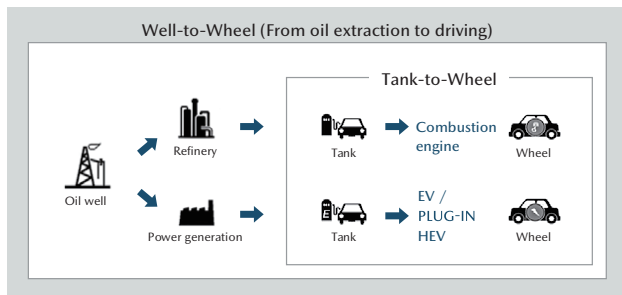 Well-to-Wheel (From oil extraction to driving)
Tank-to-Wheel
Oil well
Refinery
Tank
Combustion
engine
Wheel
Power generation
E
Tank
EV /
PLUG-IN
HEV
Wheel